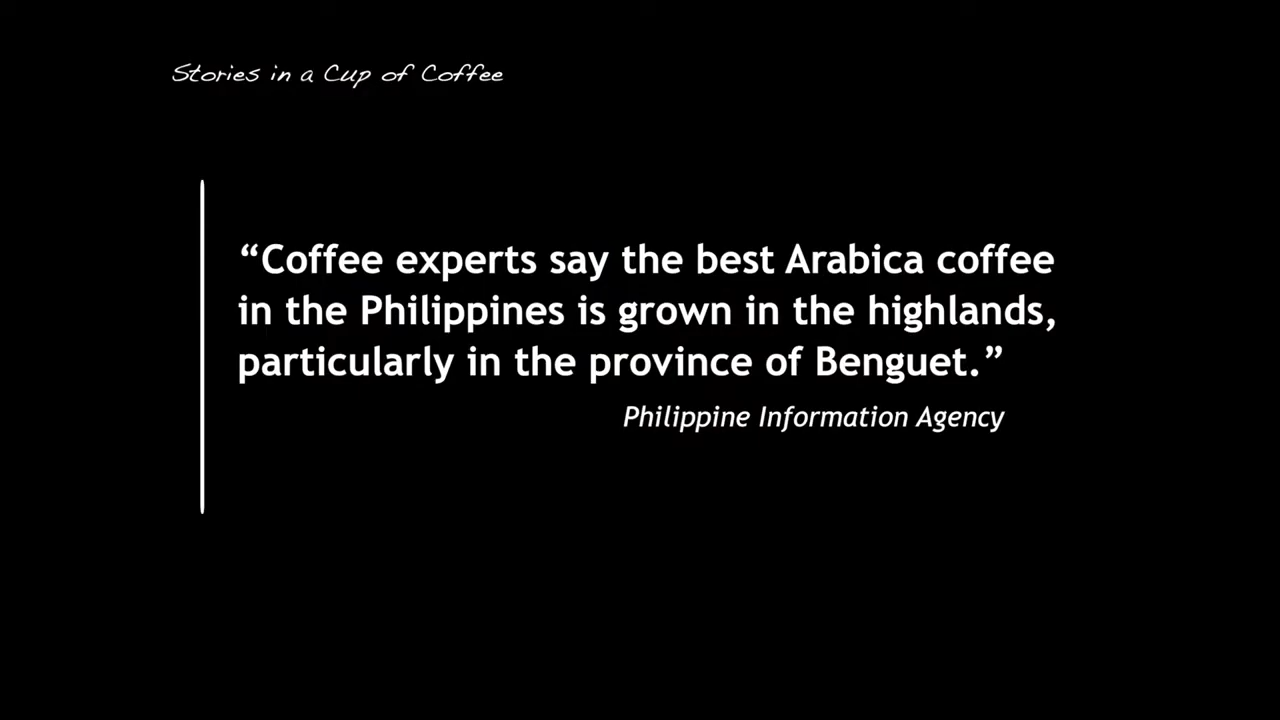 Stories in a Cup of Coffee
“Coffee experts say the best Arabica coffee
in the Philippines is grown in the highlands,
particularly in the province of Benguet.”
Philippine Information Agency